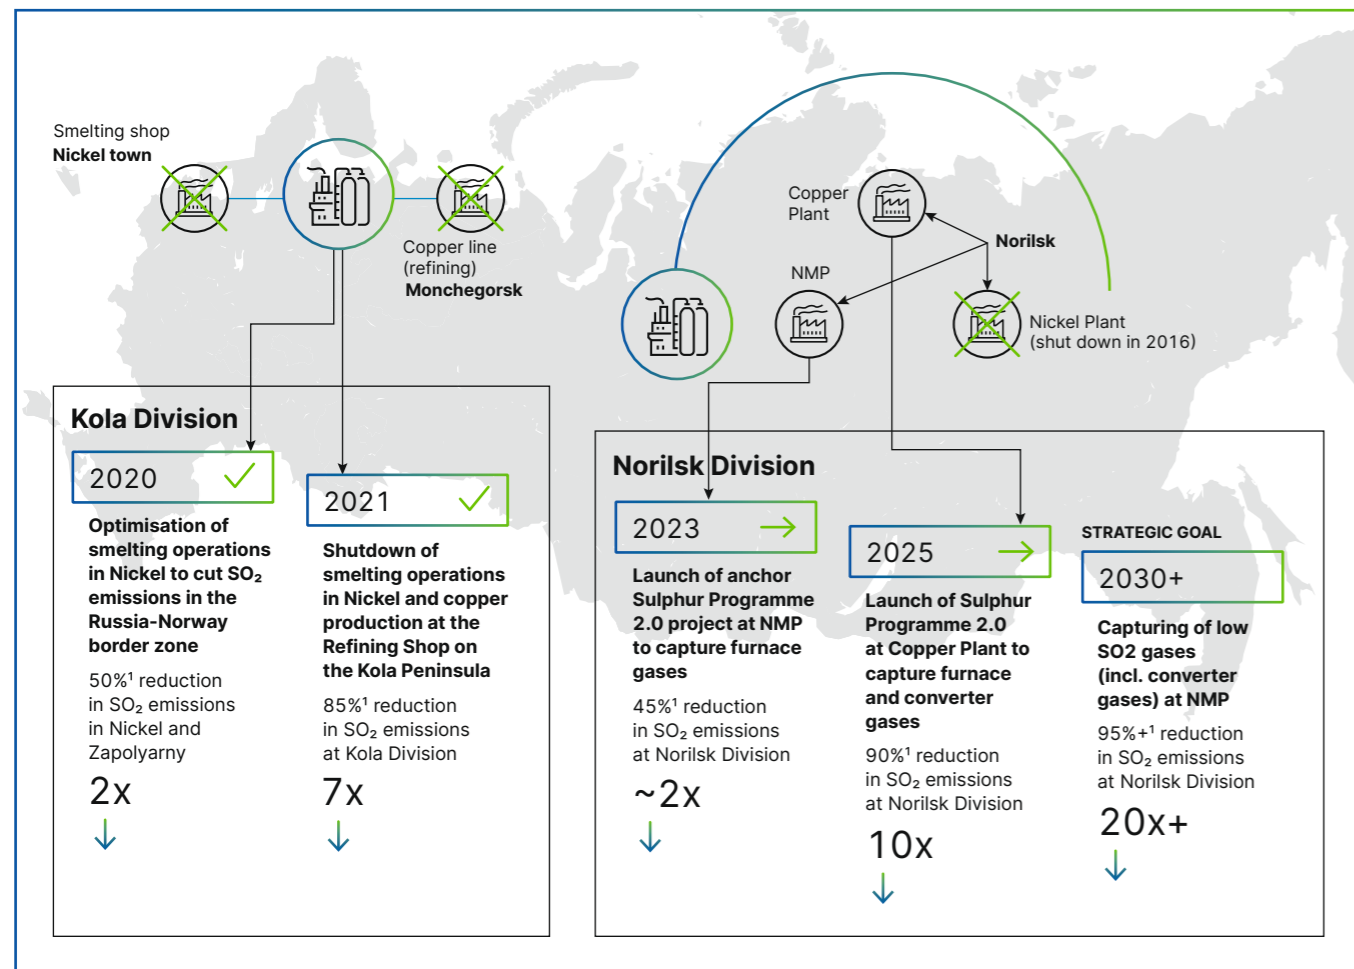 Smelting shop
Nickel town
Copper line
(refining)
Monchegorsk
Copper
Plant
Norilsk
NMP
Nickel Plant
(shut down in 2016)
Kola Division
2020
Optimisation of
smelting operations
in Nickel to cut SO₂
emissions in the
Russia-Norway
border zone
50%¹ reduction
in SO₂ emissions
in Nickel and
Zapolyarny
2x
2021
Shutdown of
smelting operations
in Nickel and copper
production at the
Refining Shop on
the Kola Peninsula
85%¹ reduction
in SO₂ emissions
at Kola Division
7x
Norilsk Division
2023
Launch of anchor
Sulphur Programme
2.0 project at NMP
to capture furnace
gases
45%¹ reduction
in SO₂ emissions
at Norilsk Division
~2x
2025
Launch of Sulphur
Programme 2.0
at Copper Plant to
capture furnace
and converter
gases
90%¹ reduction
in SO₂ emissions
at Norilsk Division
10x
STRATEGIC GOAL
2030+
Capturing of low
SO2 gases
(incl. converter
gases) at NMP
95%+¹ reduction
in SO₂ emissions
at Norilsk Division
20x+